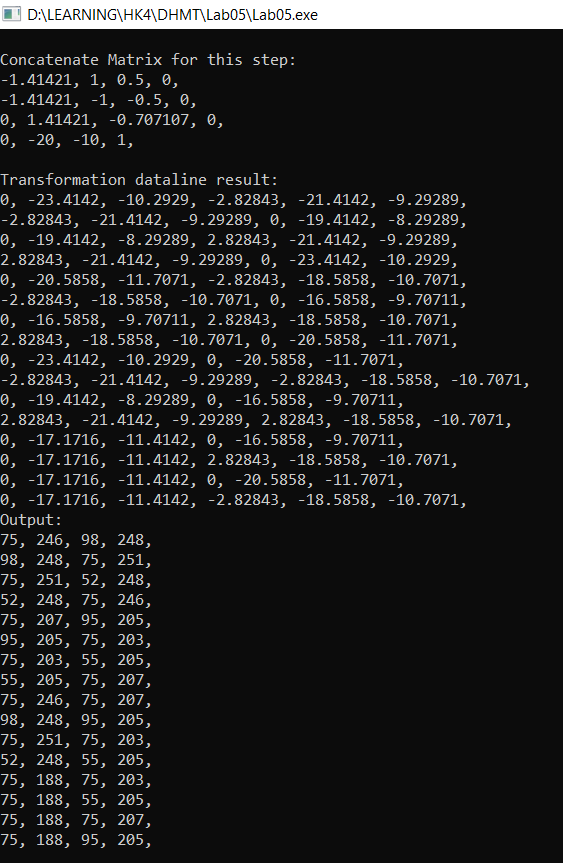 D:\LEARNING\HK4\DHMT\Lab05\Lab05.exe
Concatenate Matrix for this step:
-1.41421, 1, 0.5, 0,
-1.41421, -1, -0.5, 0,
0, 1.41421, -0.707107, 0,
0, -20, -10, 1,
Transformation dataline result:
0, -23.4142, -10.2929, -2.82843, -21.4142, -9.29289,
-2.82843, -21.4142, -9.29289, 0, -19.4142, -8.29289,
0, -19.4142, -8.29289, 2.82843, -21.4142, -9.29289,
2.82843, -21.4142, -9.29289, 0, -23.4142, -10.2929,
0, -20.5858, -11.7071, -2.82843, -18.5858, -10.7071,
-2.82843, -18.5858, -10.7071, 0, -16.5858, -9.70711,
0, -16.5858, -9.70711, 2.82843, -18.5858, -10.7071,
2.82843, -18.5858, -10.7071, 0, -20.5858, -11.7071,
0, -23.4142, -10.2929, 0, -20.5858, -11.7071,
-2.82843, -21.4142, -9.29289, -2.82843, -18.5858, -10.7071,
0, -19.4142, -8.29289, 0, -16.5858, -9.70711,
2.82843, -21.4142, -9.29289, 2.82843, -18.5858, -10.7071,
0, -17.1716, -11.4142, 0, -16.5858, -9.70711,
0, -17.1716, -11.4142, 2.82843, -18.5858, -10.7071,
0, -17.1716, -11.4142, 0, -20.5858, -11.7071,
0, -17.1716, -11.4142, -2.82843, -18.5858, -10.7071,
Output:
75, 246, 98, 248,
98, 248, 75, 251,
75, 251, 52, 248,
52, 248, 75, 246,
75, 207, 95, 205,
95, 205, 75, 203,
75, 203, 55, 205,
55, 205, 75, 207,
75, 246, 75, 207,
98, 248, 95, 205,
75, 251, 75, 203,
52, 248, 55, 205,
75, 188, 75, 203,
75, 188, 55, 205,
75, 188, 75, 207,
75, 188, 95, 205,